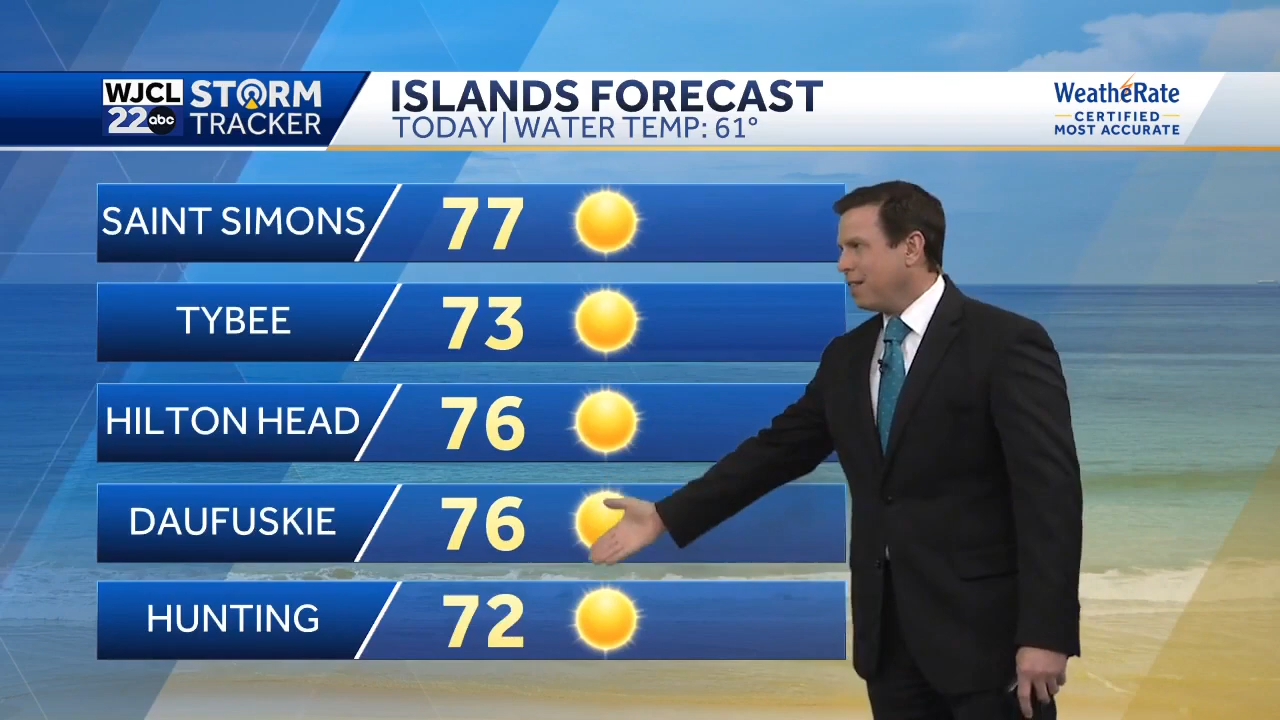 WJCL
22 abc
STORM
TRACKER
ISLANDS FORECAST
TODAY | WATER TEMP: 61°
WeatheRate
CERTIFIED
MOST ACCURATE
SAINT SIMONS 77
TYBEE 73
HILTON HEAD 76
DAUFUSKIE 76
HUNTING 72